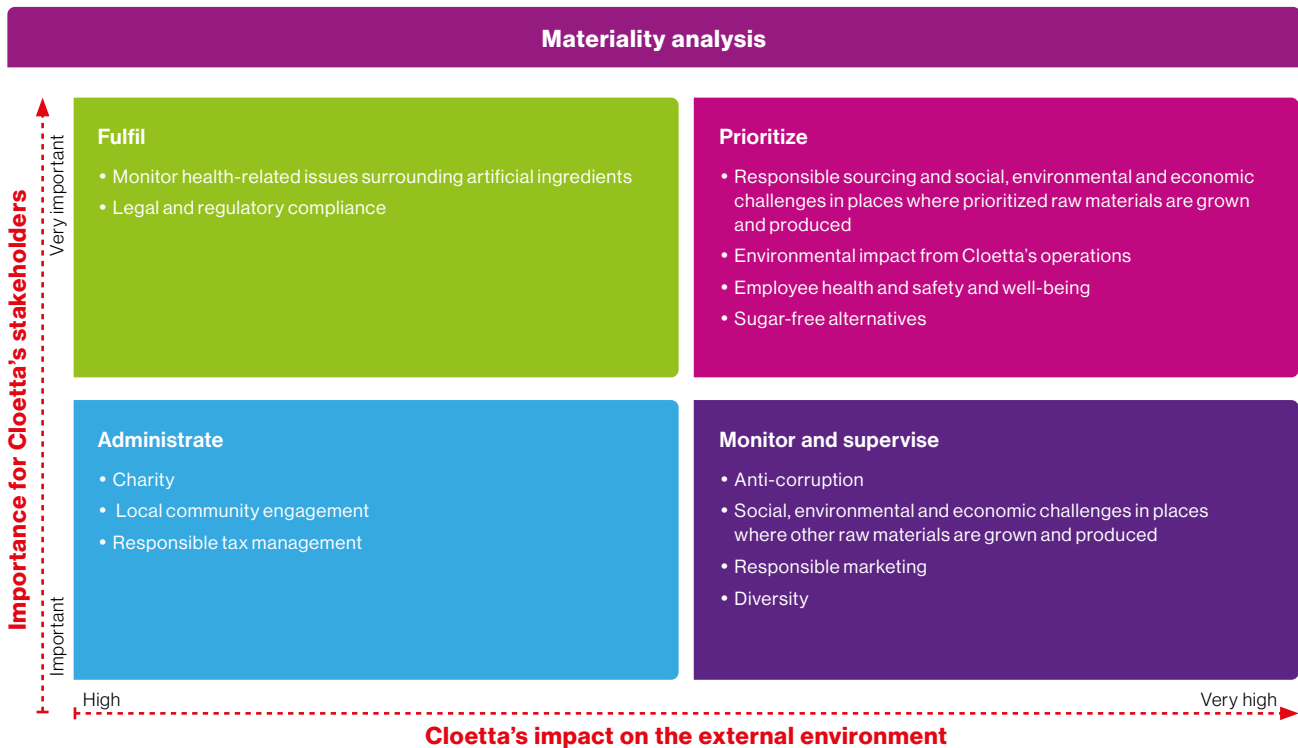 Materiality analysis
Importance for Cloetta's stakeholders
Very important
Important
Fulfil
• Monitor health-related issues surrounding artificial ingredients
• Legal and regulatory compliance
Prioritize
• Responsible sourcing and social, environmental and economic
challenges in places where prioritized raw materials are grown
and produced
• Environmental impact from Cloetta's operations
• Employee health and safety and well-being
• Sugar-free alternatives
Administrate
• Charity
• Local community engagement
• Responsible tax management
Monitor and supervise
• Anti-corruption
• Social, environmental and economic challenges in places
where other raw materials are grown and produced
• Responsible marketing
• Diversity
High
Very high
Cloetta's impact on the external environment